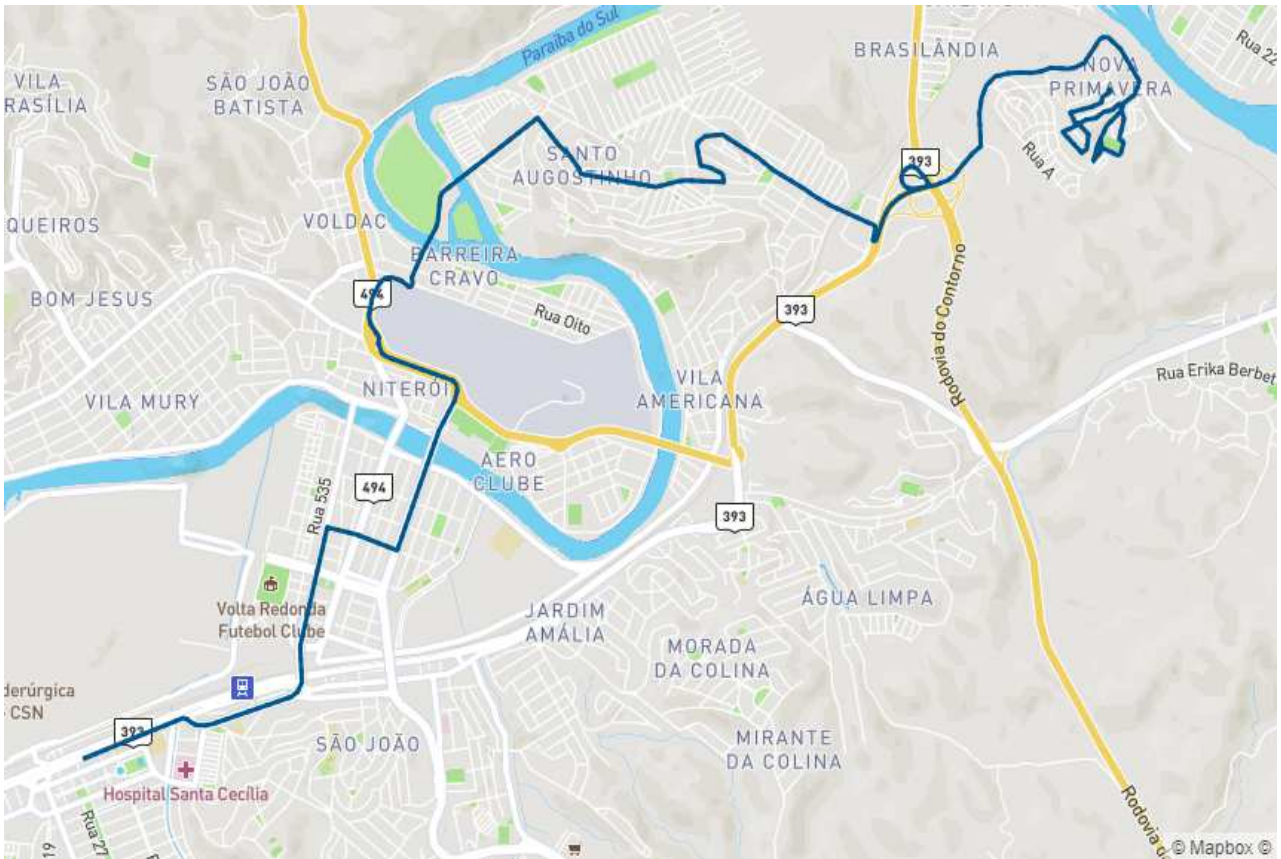 Paraíba do Sul
BRASILÂNDIA
Rua 22
VILA
RASÍLIA
SÃO JOÃO
BATISTA
NOVA
PRIMAVERA
SANTO
AUGOSTINHO
393
Rua A
QUEIROS
VOLDAC
BARREIRA
CRAVO
BOM JESUS
494
Rua Oito
393
Rodovia do Contorno
Rua Erika Berbet
VILA MURY
NITERÓI
VILA
AMERICANA
AERO
CLUBE
Rua 535
494
393
Volta Redonda
Futebol Clube
JARDIM
AMÁLIA
ÁGUA LIMPA
MORADA
DA COLINA
derúrgica
CSN
393
SÃO JOÃO
MIRANTE
DA COLINA
Hospital Santa Cecília
Rua 27
19
Rodovia d
© Mapbox ©